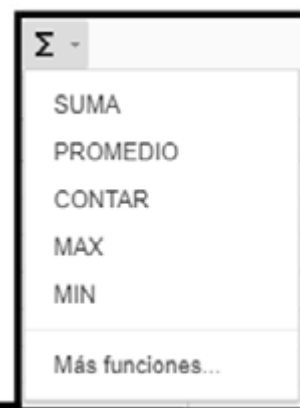 Σ
SUMA
PROMEDIO
CONTAR
MAX
MIN
Más funciones...